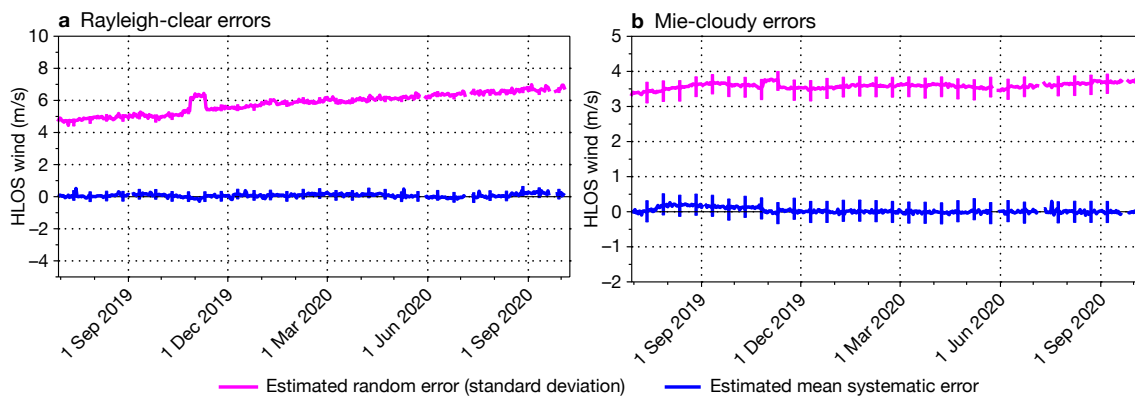 a Rayleigh-clear errors
HLOS wind (m/s)
10
8
6
4
2
0
–2
–4
1 Sep 2019
1 Dec 2019
1 Mar 2020
1 Jun 2020
1 Sep 2020
b Mie-cloudy errors
HLOS wind (m/s)
5
4
3
2
1
0
–1
–2
1 Sep 2019
1 Dec 2019
1 Mar 2020
1 Jun 2020
1 Sep 2020
Estimated random error (standard deviation)
Estimated mean systematic error